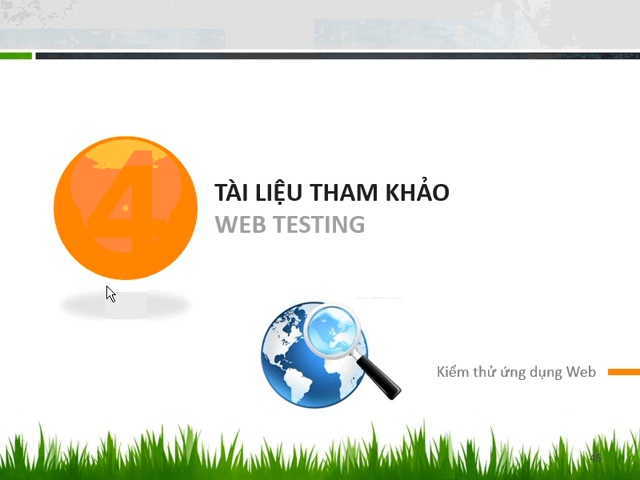 4
TÀI LIỆU THAM KHẢO
WEB TESTING
Kiểm thử ứng dụng Web